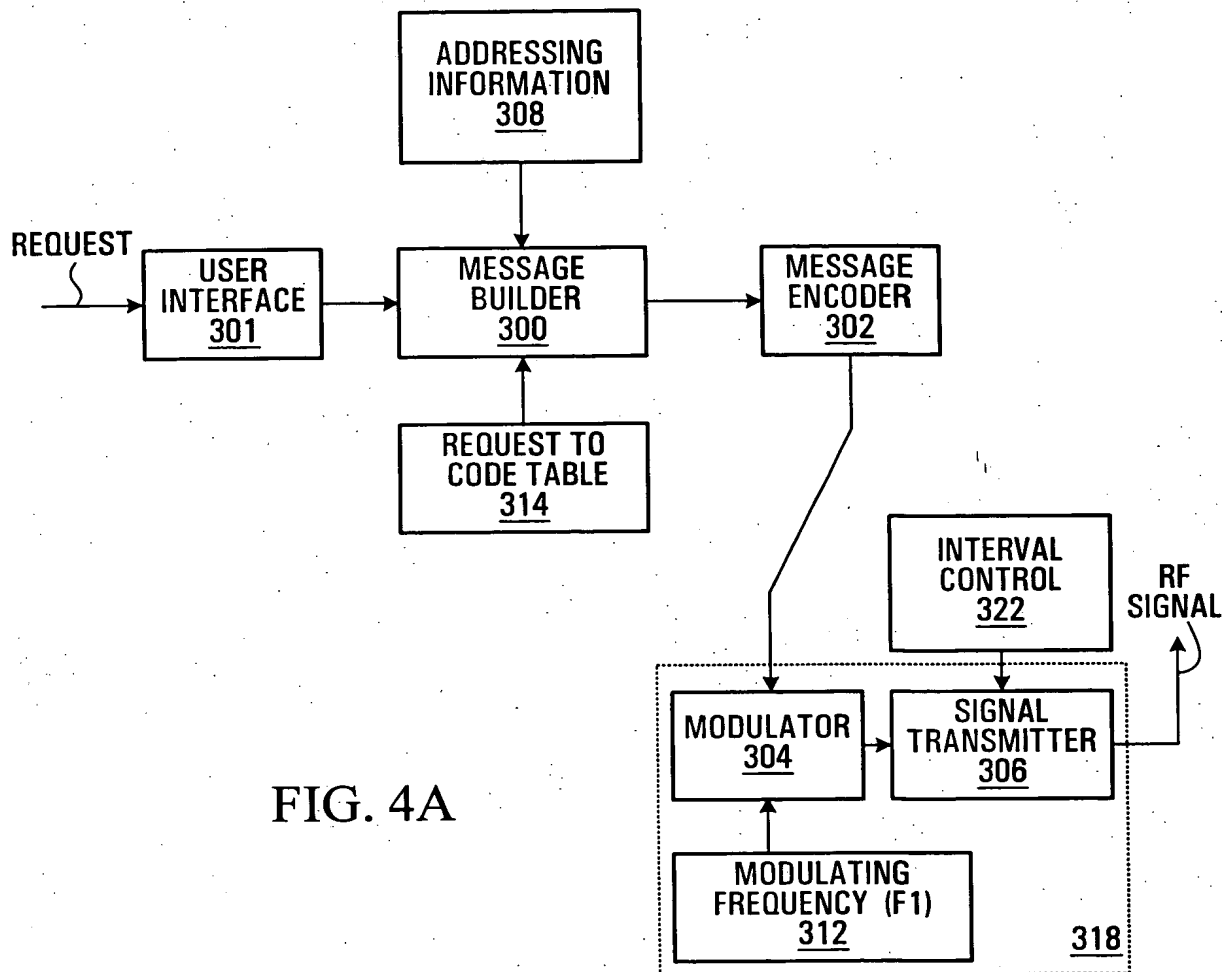 ADDRESSING
INFORMATION
308
REQUEST
USER
INTERFACE
301
MESSAGE
BUILDER
300
MESSAGE
ENCODER
302
REQUEST TO
CODE TABLE
314
INTERVAL
CONTROL
322
RF
SIGNAL
MODULATOR
304
SIGNAL
TRANSMITTER
306
FIG. 4A
MODULATING
FREQUENCY (F1)
312
318